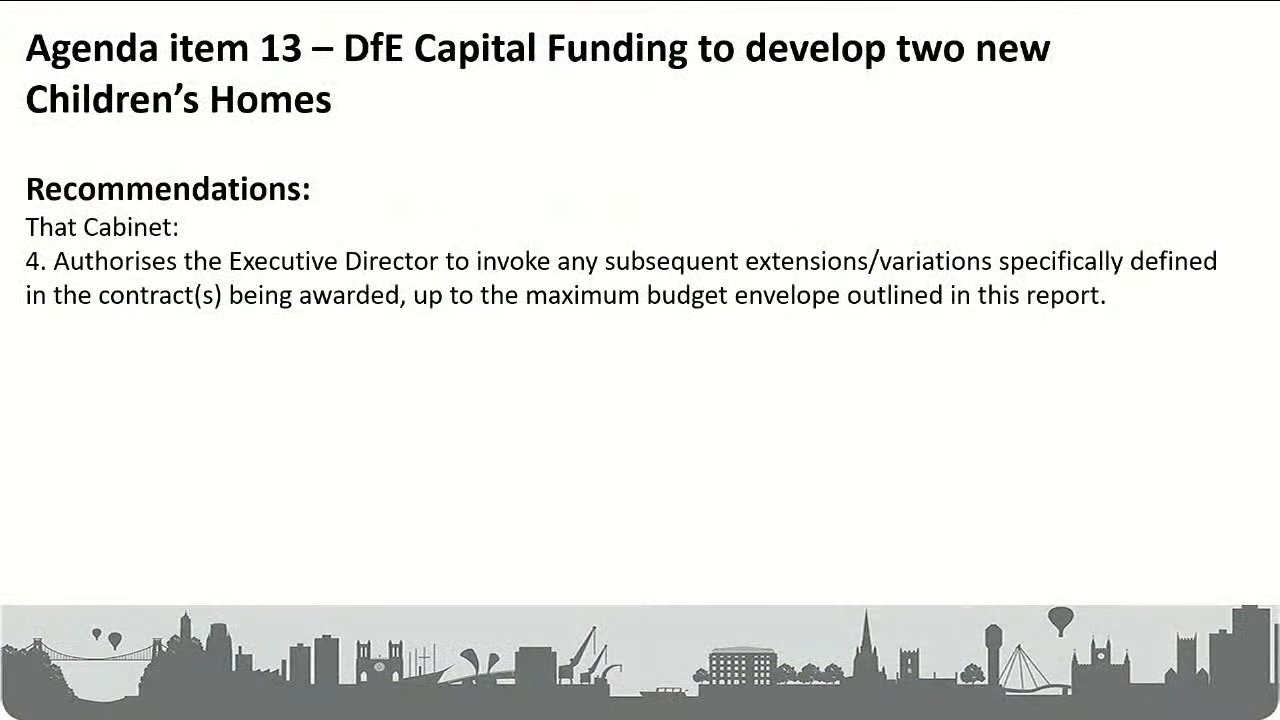 Agenda item 13 – DfE Capital Funding to develop two new
Children’s Homes
Recommendations:
That Cabinet:
4. Authorises the Executive Director to invoke any subsequent extensions/variations specifically defined
in the contract(s) being awarded, up to the maximum budget envelope outlined in this report.